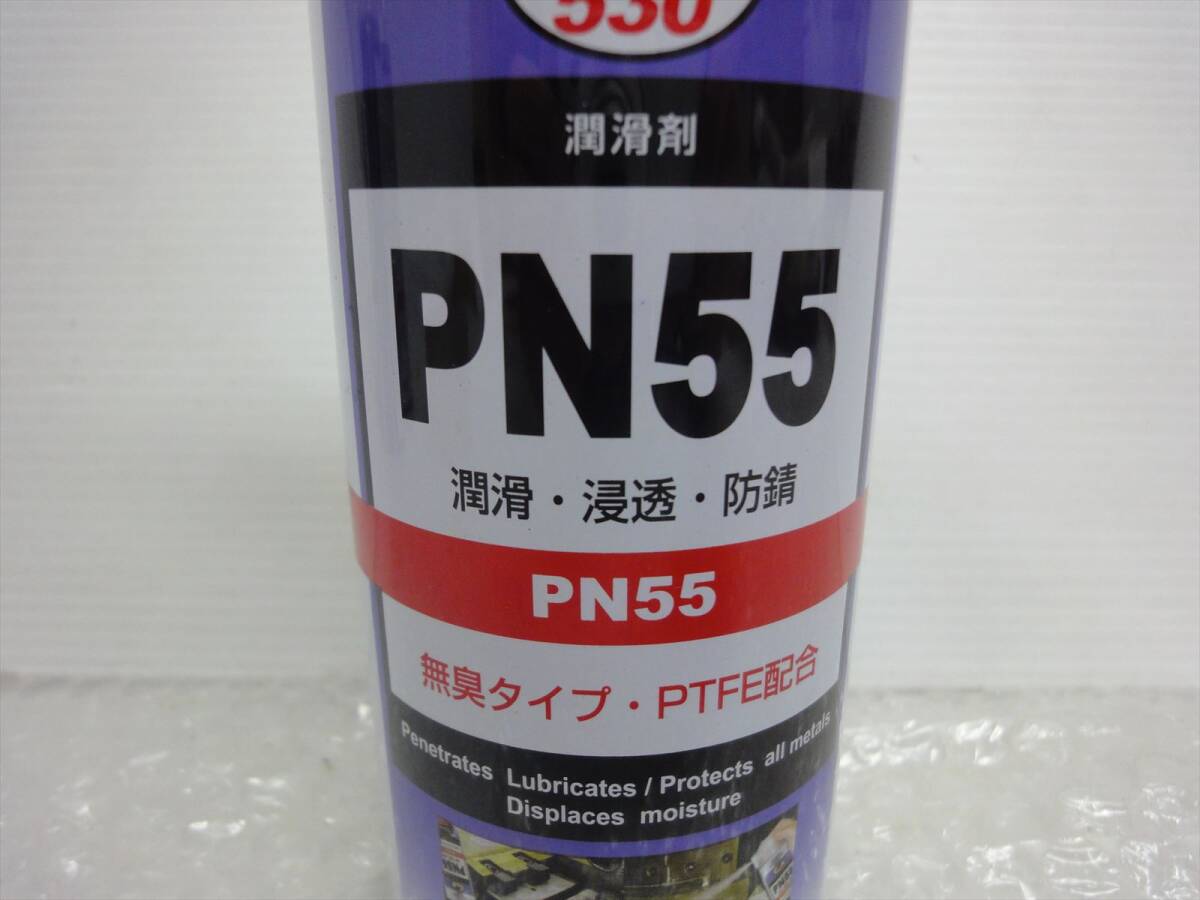 530
潤滑剤
PN55
潤滑・浸透・防錆
PN55
無臭タイプ・PTFE配合
Penetrates Lubricates / Protects all metals
Displaces moisture